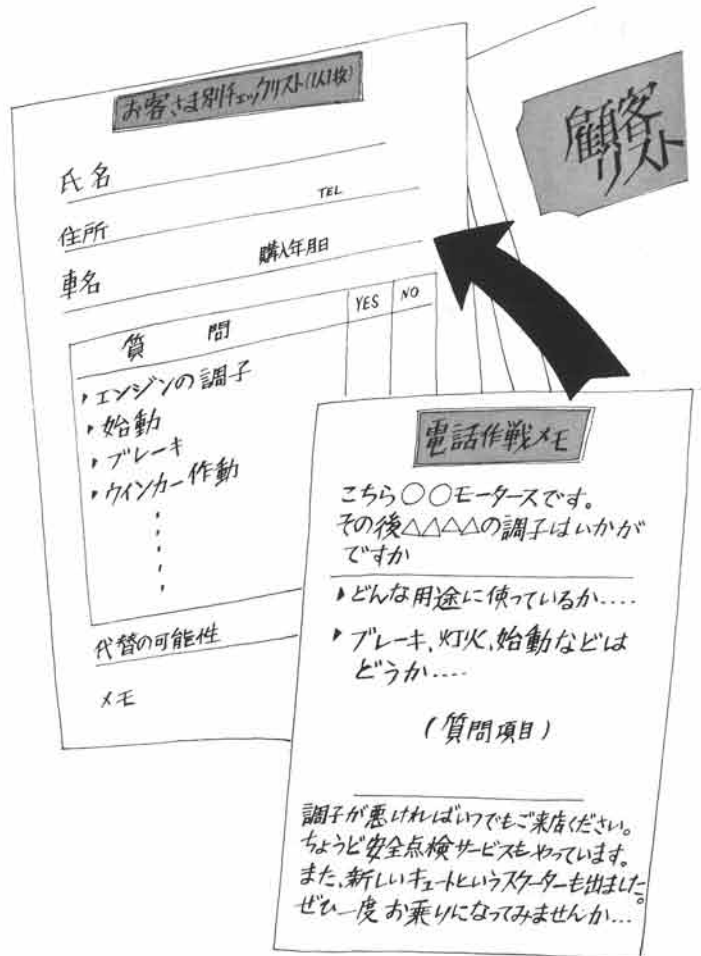 お客さま別チェックリスト(1人1枚)
氏名
住所 TEL
車名 購入年月日
質問 YES NO
・エンジンの調子
・始動
・ブレーキ
・ウインカー作動
代替の可能性
メモ
顧客
リスト
電話作戦メモ
こちら○○モータースです。
その後△△△△の調子はいかが
ですか
・どんな用途に使っているか....
・ブレーキ、灯火、始動などは
どうか....
(質問項目)
調子が悪ければいつでもご来店ください。
ちょうど安全点検サービスもやっています。
また、新しいキュートというスクーターも出ました。
ぜひ一度お乗りになってみませんか...